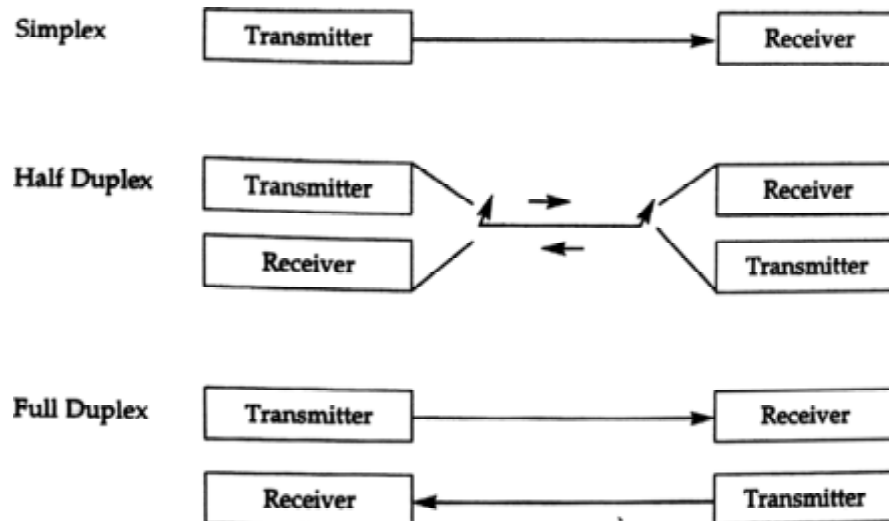 Simplex Transmitter Receiver
Half Duplex Transmitter Receiver
Receiver Transmitter
Full Duplex Transmitter Receiver
Receiver Transmitter